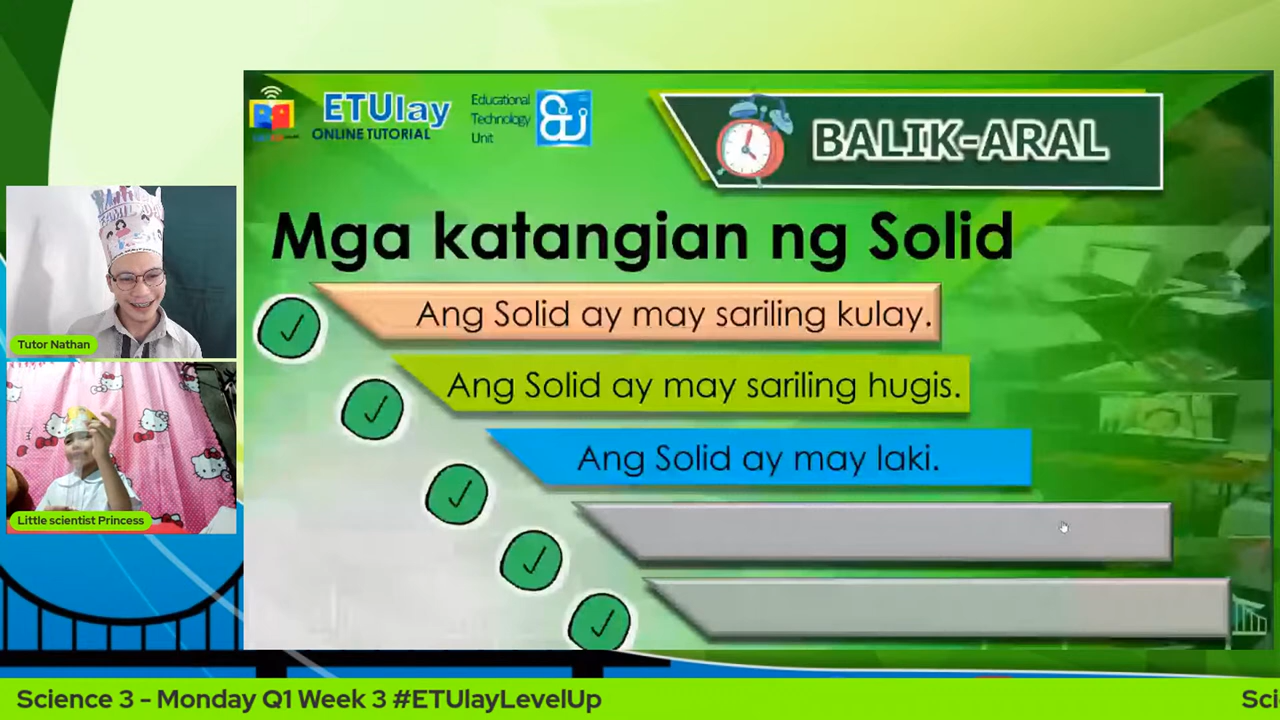 ETUlay
ONLINE TUTORIAL
Educational
Technology
Unit
BALIK-ARAL
Mga katangian ng Solid
Ang Solid ay may sariling kulay.
Ang Solid ay may sariling hugis.
Ang Solid ay may laki.
Tutor Nathan
Little scientist Princess
Science 3 - Monday Q1 Week 3 #ETUlayLevelUp
Sci